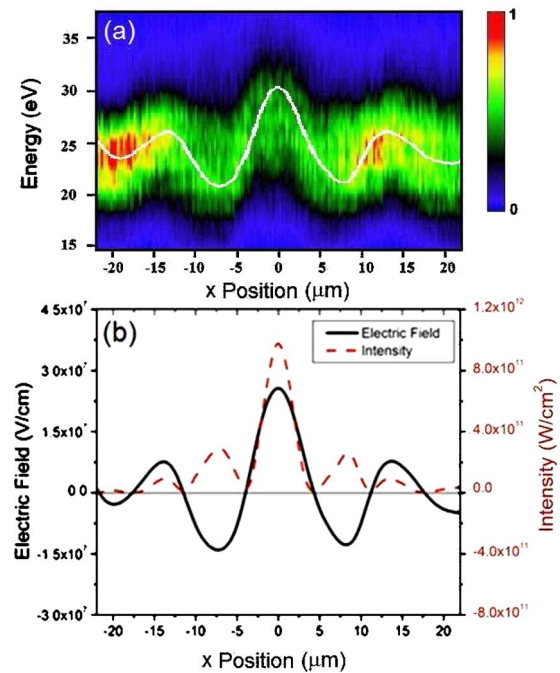 (a)
1
0
Energy (eV)
35
30
25
20
15
-20 -15 -10 -5 0 5 10 15 20
x Position (μm)
(b)
Electric Field
Intensity
Electric Field (V/cm)
4 5x10⁷
3 0x10⁷
1 5x10⁷
0 0
-1 5x10⁷
-3 0x10⁷
Intensity (W/cm²)
1.2x10¹²
8.0x10¹¹
4.0x10¹¹
0.0
-4.0x10¹¹
-8.0x10¹¹
-20 -15 -10 -5 0 5 10 15 20
x Position (μm)